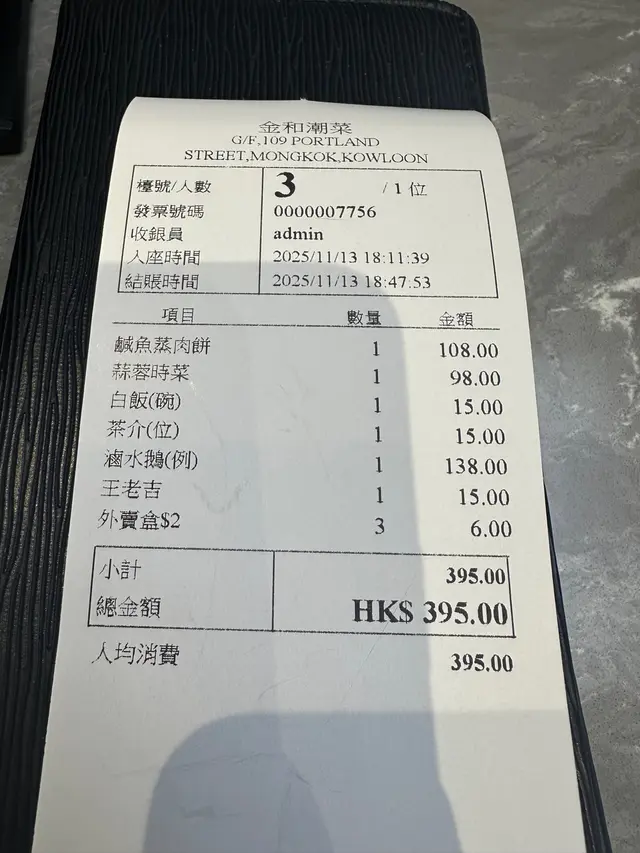 金和潮菜
G/F,109 PORTLAND
STREET,MONGKOK,KOWLOON
檯號/人數 3 / 1 位
發票號碼 0000007756
收銀員 admin
入座時間 2025/11/13 18:11:39
結賬時間 2025/11/13 18:47:53
項目 數量 金額
鹹魚蒸肉餅 1 108.00
蒜蓉時菜 1 98.00
白飯(碗) 1 15.00
茶介(位) 1 15.00
滷水鵝(例) 1 138.00
王老吉 1 15.00
外賣盒$2 3 6.00
小計 395.00
總金額 HK$ 395.00
人均消費 395.00